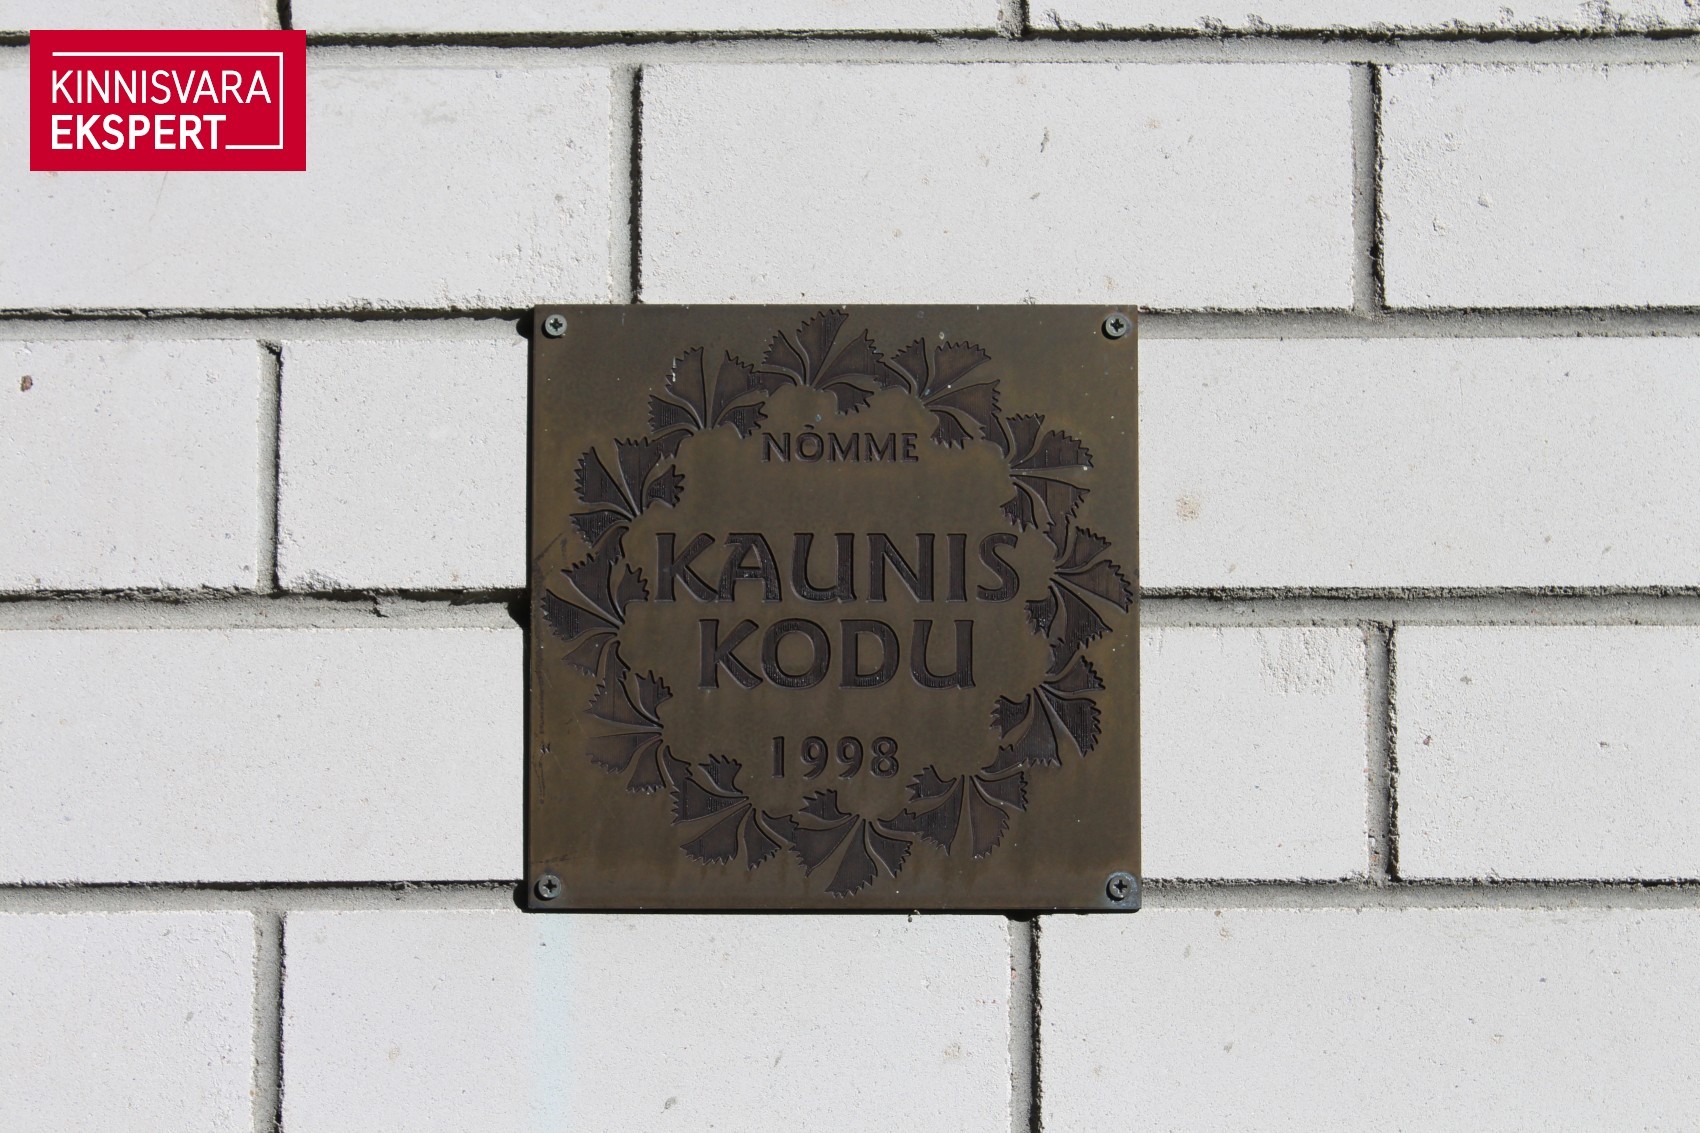 KINNISVARA
EKSPERT
NÕMME
KAUNIS
KODU
1998